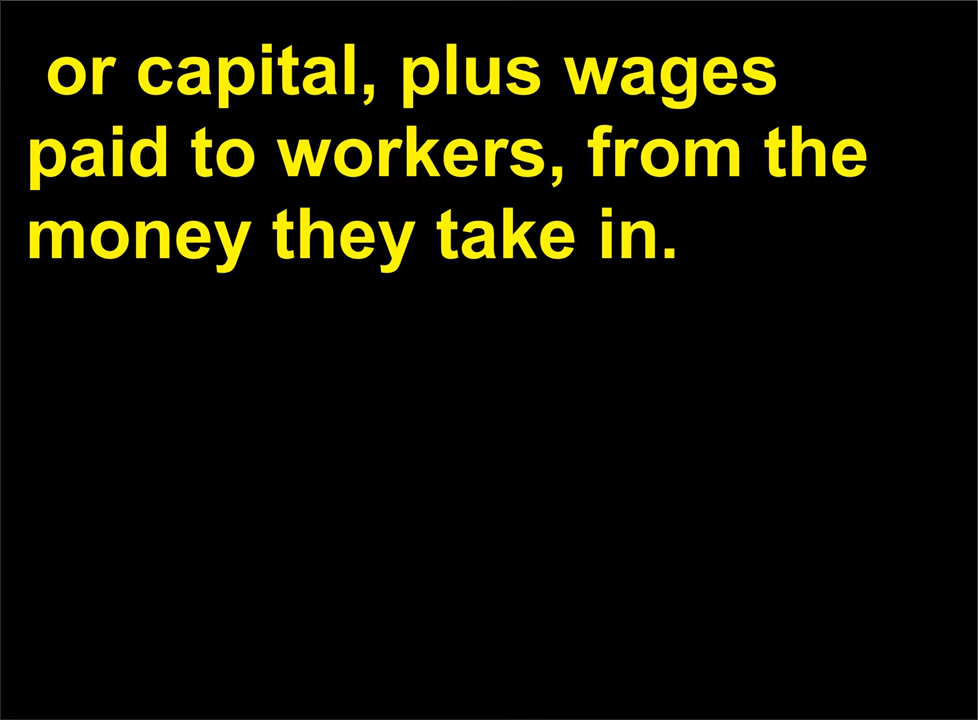 or capital, plus wages
paid to workers, from the
money they take in.